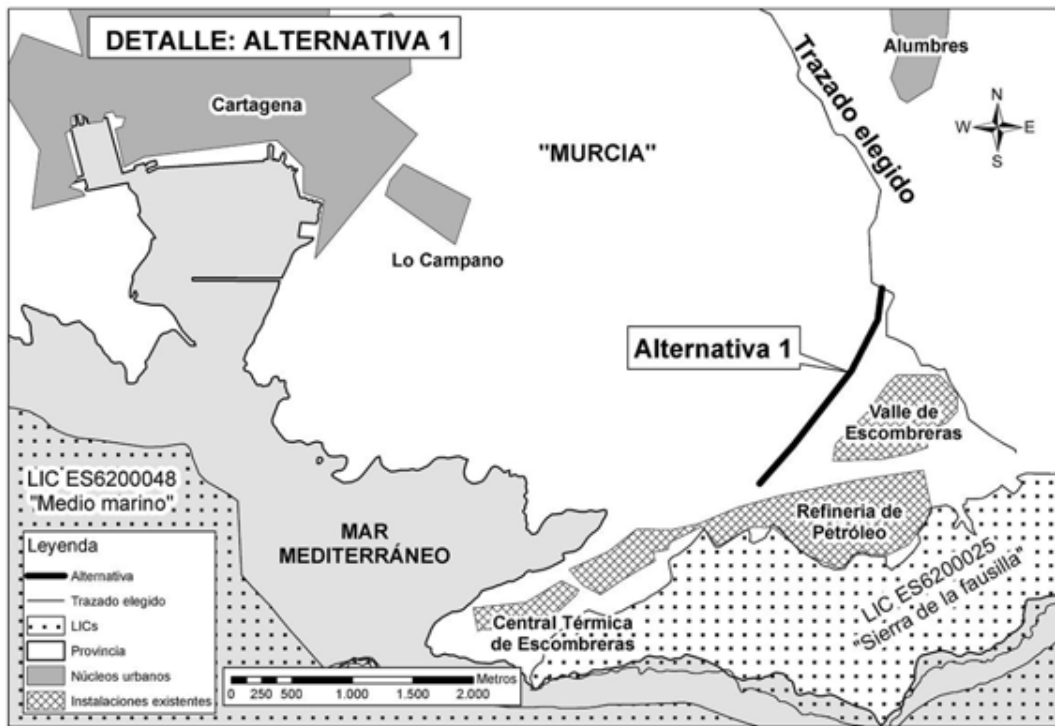 DETALLE: ALTERNATIVA 1
Alumbres
Cartagena
Trazado elegido
N
W E
S
"MURCIA"
Lo Campano
Alternativa 1
Valle de
Escombreras
LIC ES6200048
"Medio marino"
Refineria de
Petróleo
MAR
MEDITERRÁNEO
LIC ES6200025
"Sierra de la fausilla"
Central Térmica
de Escombreras
Leyenda
Alternativa
Trazado elegido
LICs
Provincia
Núcleos urbanos
Instalaciones existentes
Metros
0 250 500 1.000 1.500 2.000